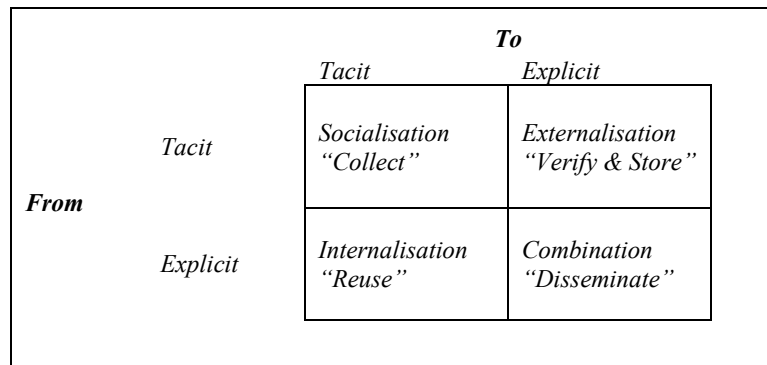 To
Tacit Explicit
Tacit
Socialisation
“Collect”
Externalisation
“Verify & Store”
From
Explicit
Internalisation
“Reuse”
Combination
“Disseminate”